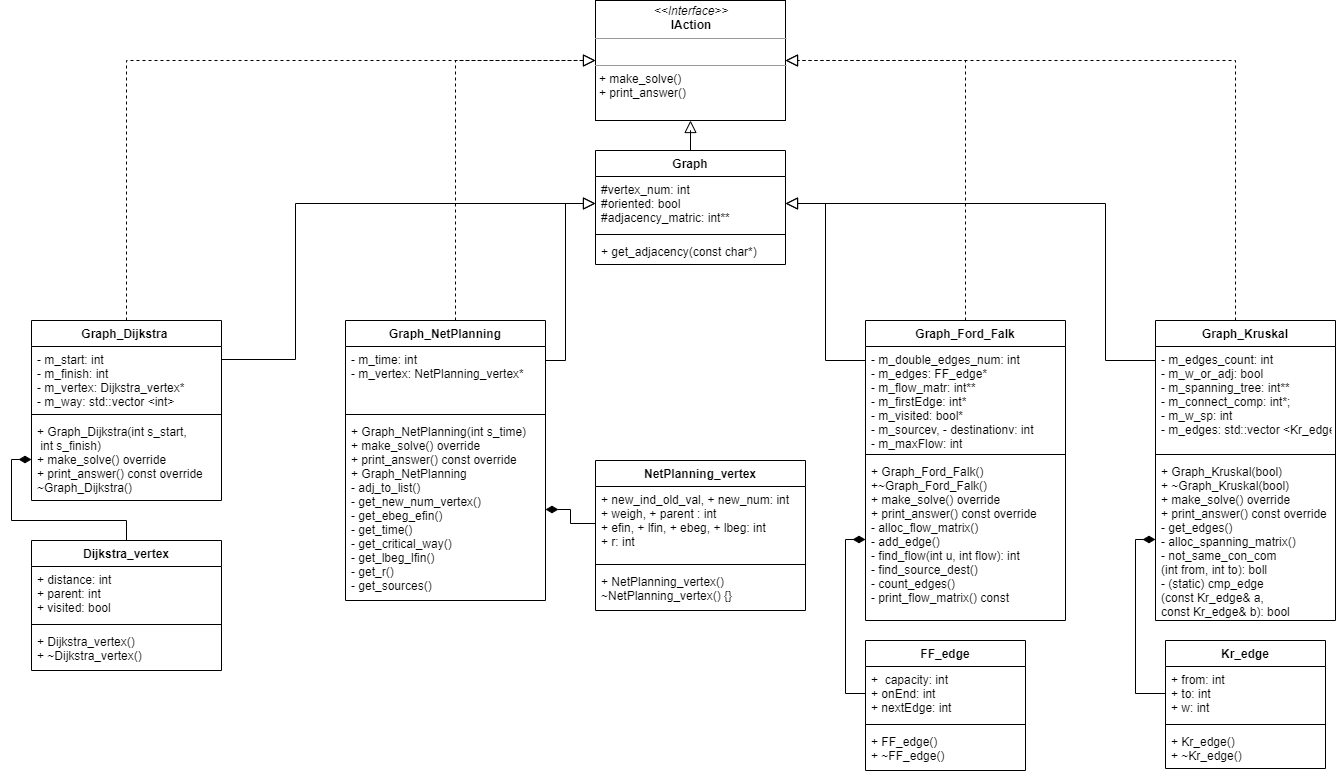 <<Interface>>
IAction
+ make_solve()
+ print_answer()
Graph
#vertex_num: int
#oriented: bool
#adjacency_matric: int**
+ get_adjacency(const char*)
Graph_Dijkstra
- m_start: int
- m_finish: int
- m_vertex: Dijkstra_vertex*
- m_way: std::vector <int>
+ Graph_Dijkstra(int s_start,
int s_finish)
+ make_solve() override
+ print_answer() const override
~Graph_Dijkstra()
Dijkstra_vertex
+ distance: int
+ parent: int
+ visited: bool
+ Dijkstra_vertex()
+ ~Dijkstra_vertex()
Graph_NetPlanning
- m_time: int
- m_vertex: NetPlanning_vertex*
+ Graph_NetPlanning(int s_time)
+ make_solve() override
+ print_answer() const override
+ Graph_NetPlanning
- adj_to_list()
- get_new_num_vertex()
- get_ebeg_efin()
- get_time()
- get_critical_way()
- get_lbeg_lfin()
- get_r()
- get_sources()
NetPlanning_vertex
+ new_ind_old_val, + new_num: int
+ weigh, + parent : int
+ efin, + lfin, + ebeg, + lbeg: int
+ r: int
+ NetPlanning_vertex()
~NetPlanning_vertex() {}
Graph_Ford_Falk
- m_double_edges_num: int
- m_edges: FF_edge*
- m_flow_matr: int**
- m_firstEdge: int*
- m_visited: bool*
- m_sourcev, - destinationv: int
- m_maxFlow: int
+ Graph_Ford_Falk()
+~Graph_Ford_Falk()
+ make_solve() override
+ print_answer() const override
- alloc_flow_matrix()
- add_edge()
- find_flow(int u, int flow): int
- find_source_dest()
- count_edges()
- print_flow_matrix() const
FF_edge
+  capacity: int
+ onEnd: int
+ nextEdge: int
+ FF_edge()
+ ~FF_edge()
Graph_Kruskal
- m_edges_count: int
- m_w_or_adj: bool
- m_spanning_tree: int**
- m_connect_comp: int*;
- m_w_sp: int
- m_edges: std::vector <Kr_edge
+ Graph_Kruskal(bool)
+ ~Graph_Kruskal(bool)
+ make_solve() override
+ print_answer() const override
- get_edges()
- alloc_spanning_matrix()
- not_same_con_com
(int from, int to): boll
- (static) cmp_edge
(const Kr_edge& a,
const Kr_edge& b): bool
Kr_edge
+ from: int
+ to: int
+ w: int
+ Kr_edge()
+ ~Kr_edge()